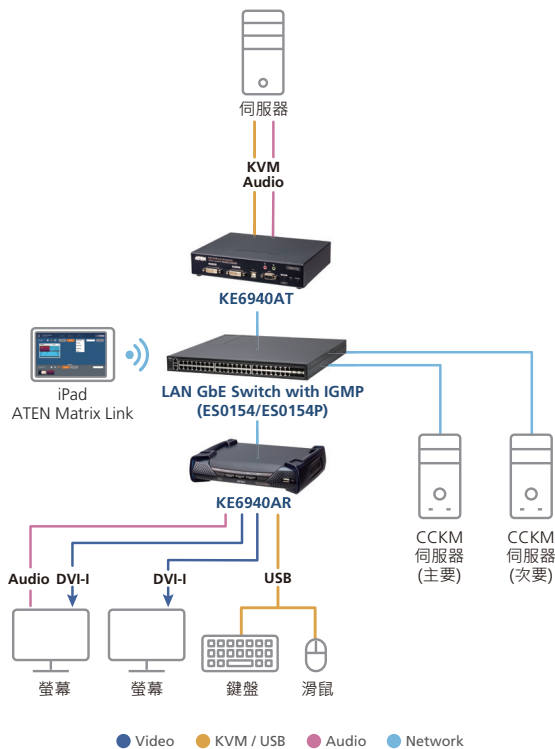 伺服器
KVM
Audio
ATEN
KE6940AT
iPad
ATEN Matrix Link
LAN GbE Switch with IGMP
(ES0154/ES0154P)
KE6940AR
CCKM
伺服器
(主要)
CCKM
伺服器
(次要)
Audio
DVI-I
DVI-I
USB
螢幕
螢幕
鍵盤
滑鼠
Video
KVM / USB
Audio
Network